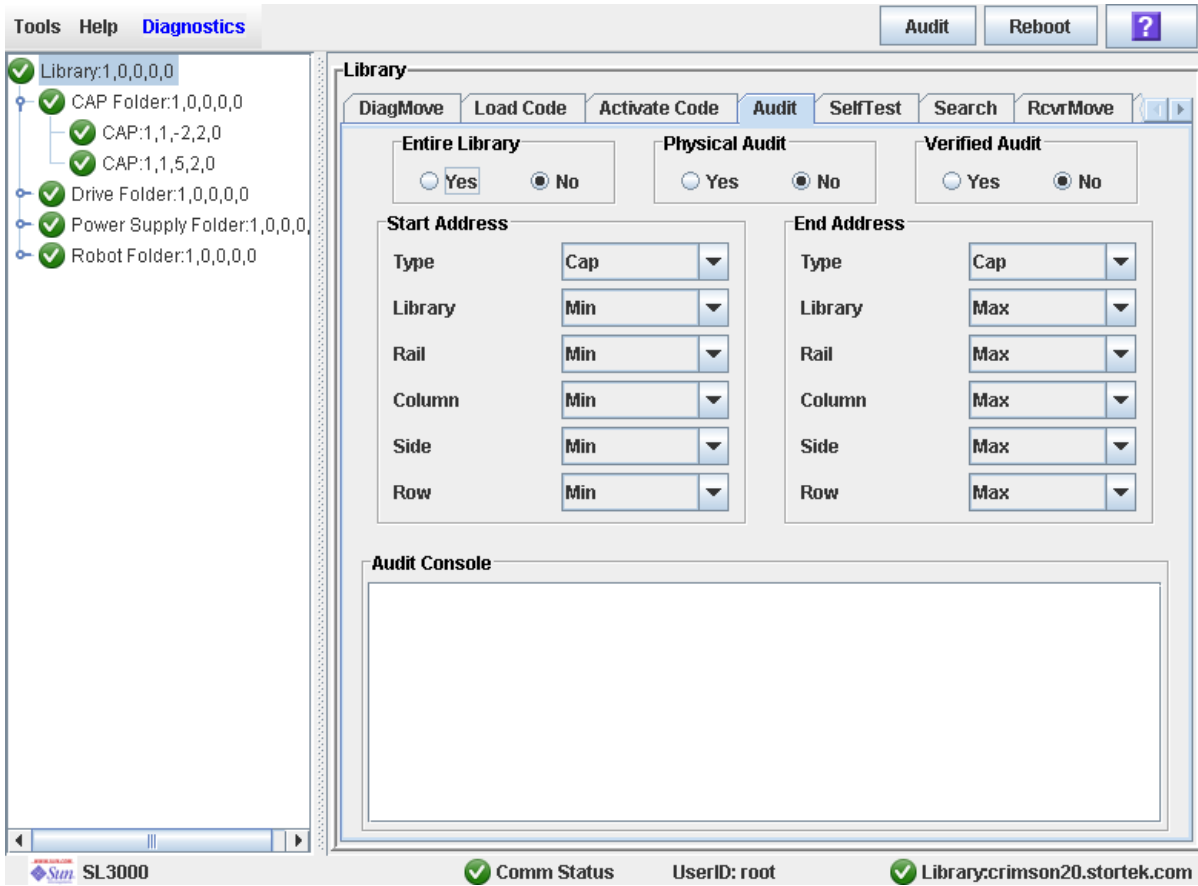 Tools Help Diagnostics Audit Reboot ?
Library:1,0,0,0,0
CAP Folder:1,0,0,0,0
CAP:1,1,-2,2,0
CAP:1,1,5,2,0
Drive Folder:1,0,0,0,0
Power Supply Folder:1,0,0,0,
Robot Folder:1,0,0,0,0
Library
DiagMove Load Code Activate Code Audit SelfTest Search RcvrMove
Entire Library Physical Audit Verified Audit
Yes No Yes No Yes No
Start Address End Address
Type Cap Type Cap
Library Min Library Max
Rail Min Rail Max
Column Min Column Max
Side Min Side Max
Row Min Row Max
Audit Console
Sun SL3000 Comm Status UserID: root Library:crimson20.stortek.com